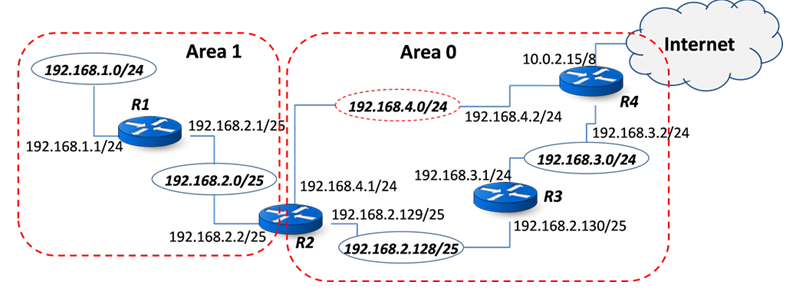 Area 1
Area 0
Internet
192.168.1.0/24
10.0.2.15/8
R1
192.168.4.0/24
R4
192.168.2.1/25
192.168.4.2/24
192.168.1.1/24
192.168.3.2/24
192.168.3.0/24
192.168.2.0/25
192.168.4.1/24
192.168.3.1/24
R3
192.168.2.129/25
192.168.2.130/25
192.168.2.2/25
R2
192.168.2.128/25